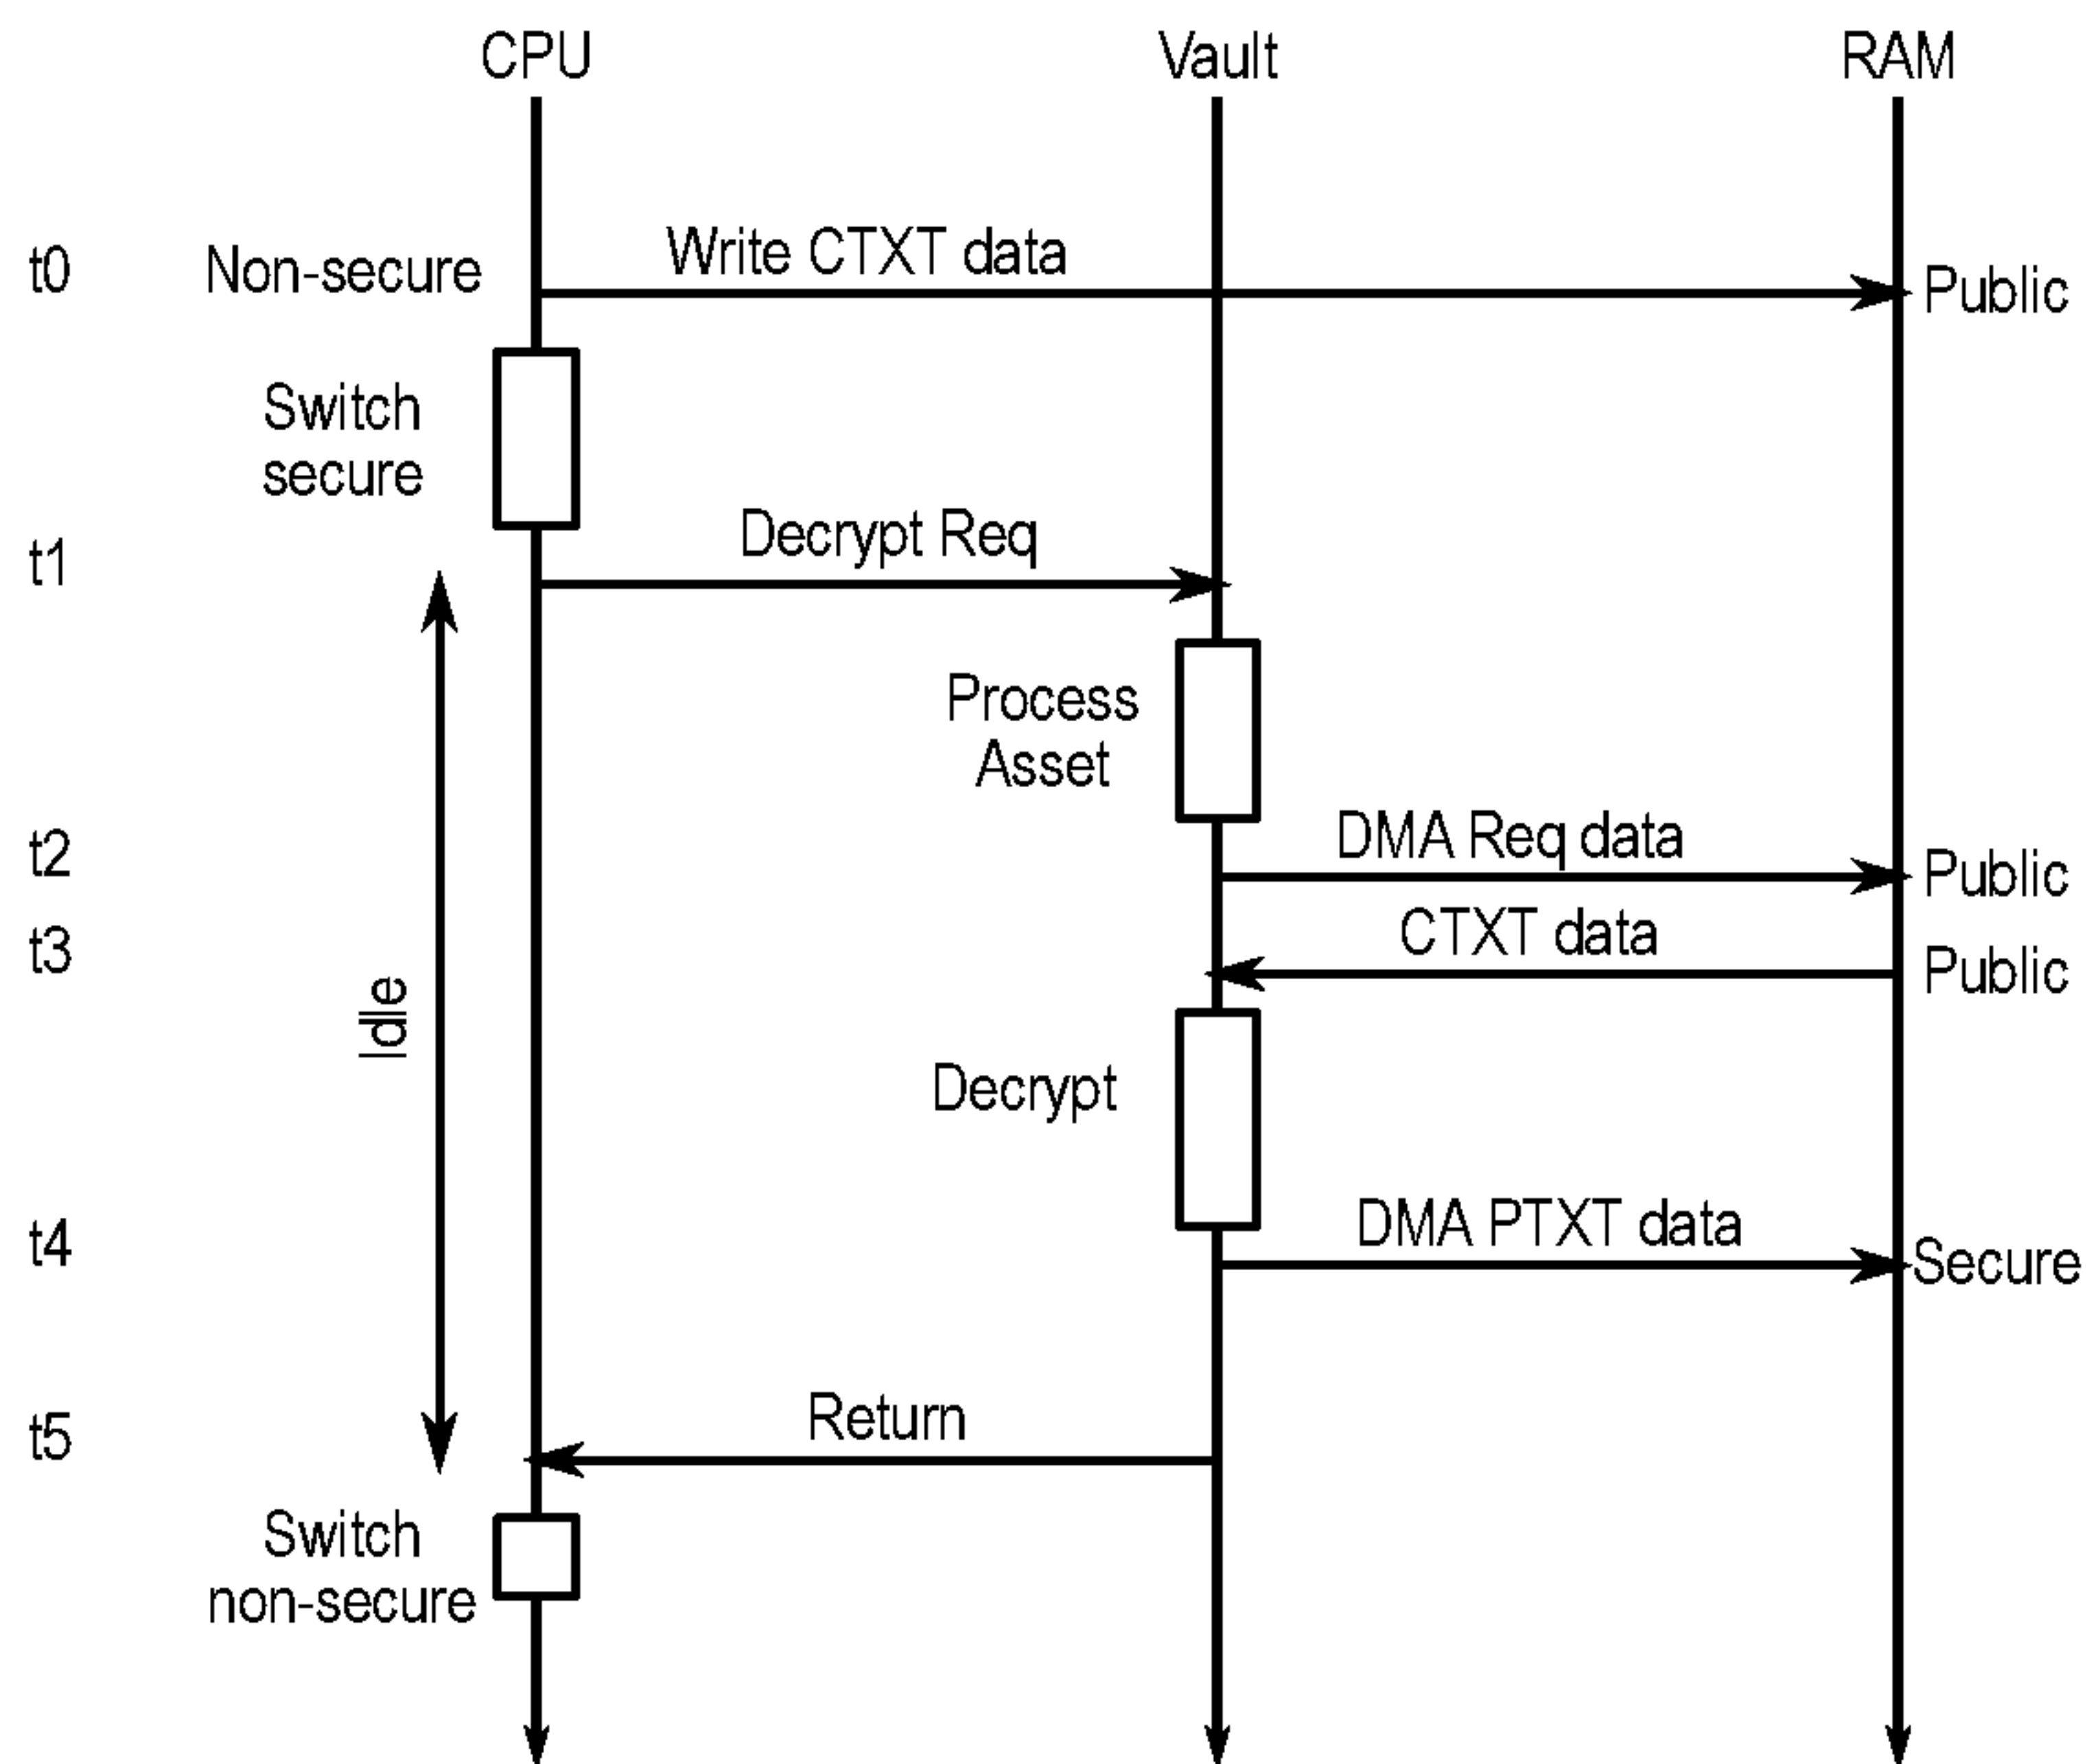 CPU Vault RAM
Write CTXT data
t0 Non-secure Public
Switch
secure
Decrypt Req
t1
Process
Asset
DMA Req data
t2 Public
CTXT data
t3 Public
Idle
Decrypt
DMA PTXT data
t4 Secure
Return
t5
Switch
non-secure